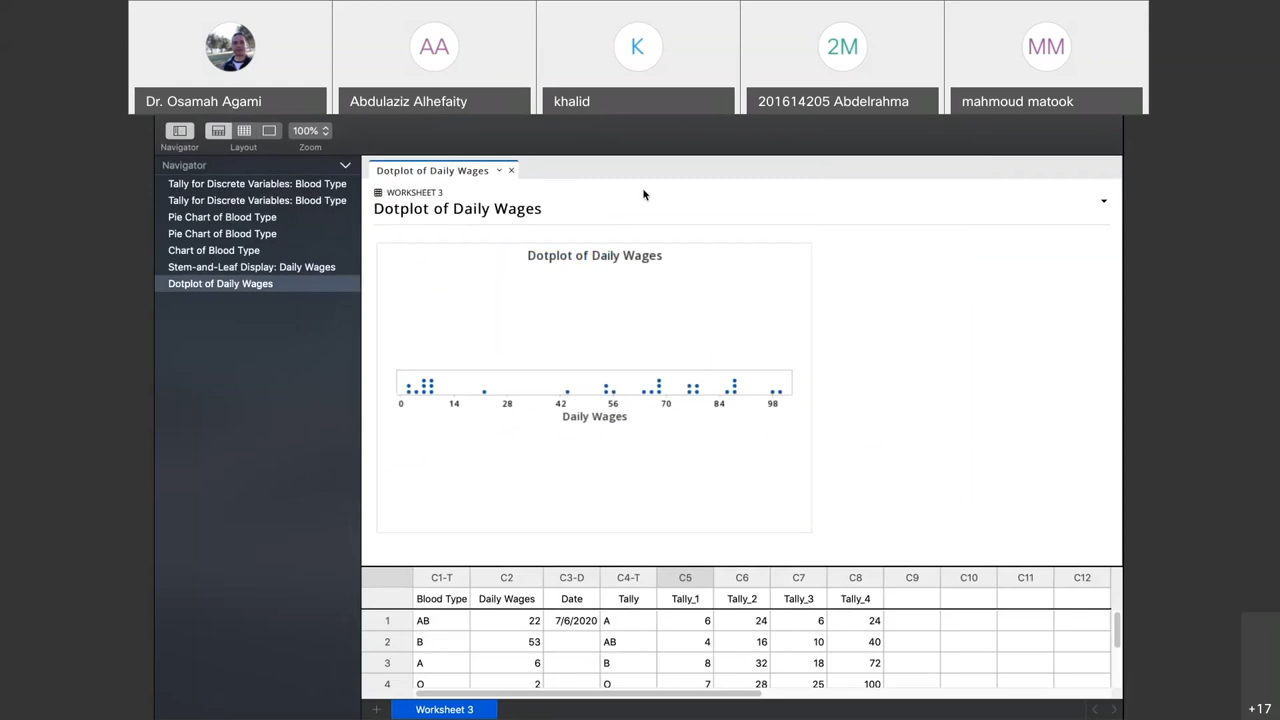 AA
K
2M
MM
Dr. Osamah Agami
Abdulaziz Alhefaity
khalid
201614205 Abdelrahma
mahmoud matook
100%
Navigator
Layout
Zoom
Navigator
Tally for Discrete Variables: Blood Type
Tally for Discrete Variables: Blood Type
Pie Chart of Blood Type
Pie Chart of Blood Type
Chart of Blood Type
Stem-and-Leaf Display: Daily Wages
Dotplot of Daily Wages
Dotplot of Daily Wages
WORKSHEET 3
Dotplot of Daily Wages
Dotplot of Daily Wages
0 14 28 42 56 70 84 98
Daily Wages
C1-T C2 C3-D C4-T C5 C6 C7 C8 C9 C10 C11 C12
Blood Type Daily Wages Date Tally Tally_1 Tally_2 Tally_3 Tally_4
1 AB 22 7/6/2020 A 6 24 6 24
2 B 53 AB 4 16 10 40
3 A 6 B 8 32 18 72
4 O 2 O 7 28 25 100
Worksheet 3
+17